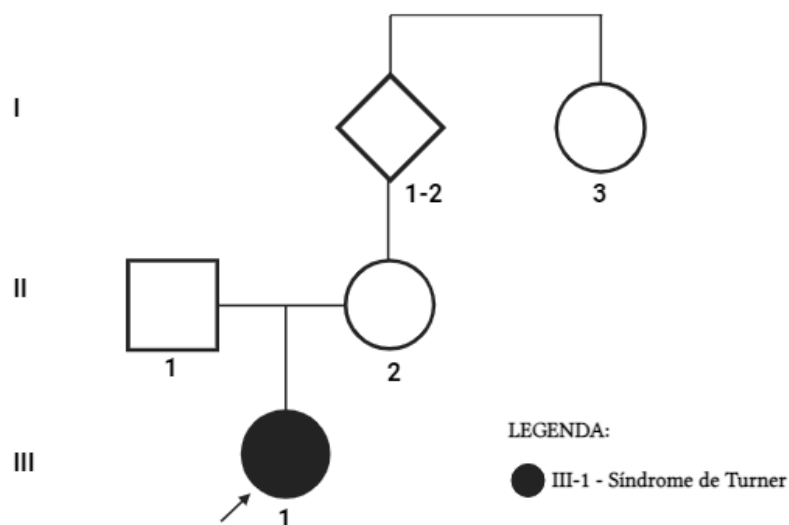 I
1-2
3
II
1
2
LEGENDA:
III
III-1 - Síndrome de Turner
1